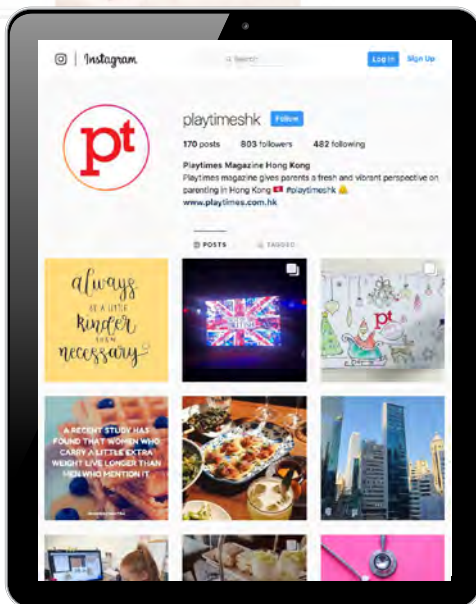 Instagram
Search
Log In
Sign Up
pt
playtimeshk
Follow
170 posts
803 followers
482 following
Playtimes Magazine Hong Kong
Playtimes magazine gives parents a fresh and vibrant perspective on
parenting in Hong Kong 🇭🇰 #playtimeshk
www.playtimes.com.hk
POSTS
TAGGED
always
BE A LITTLE
kinder
THAN
necessary
pt
A RECENT STUDY HAS
FOUND THAT WOMEN WHO
CARRY A LITTLE EXTRA
WEIGHT LIVE LONGER THAN
MEN WHO MENTION IT